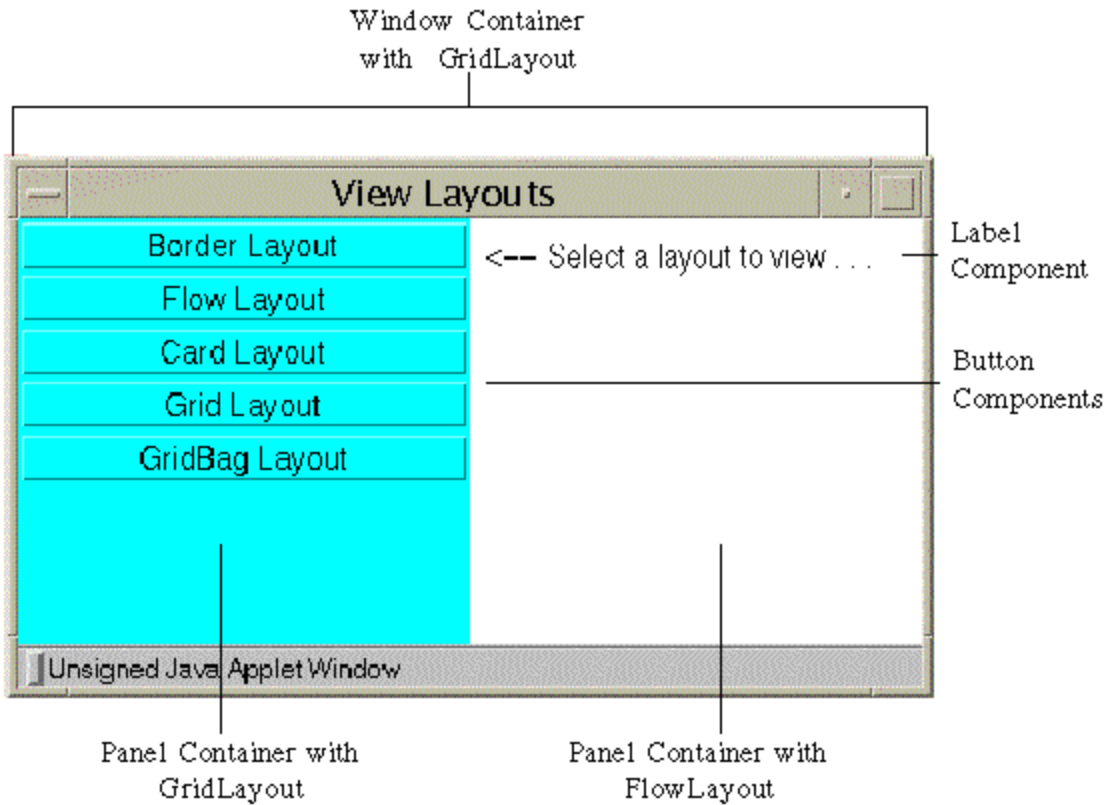 Window Container
with GridLayout
View Layouts
Border Layout
<-- Select a layout to view . . .
Label
Component
Flow Layout
Card Layout
Button
Components
Grid Layout
GridBag Layout
Unsigned Java Applet Window
Panel Container with
GridLayout
Panel Container with
FlowLayout